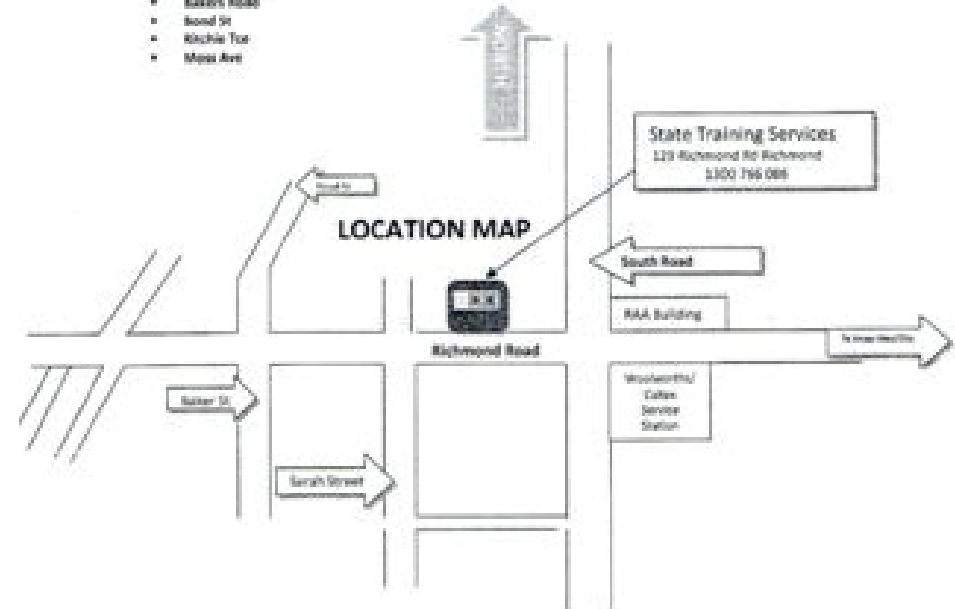 Bakers Road
Bond St
Ritchie Tce
Moss Ave
State Training Services
129 Richmond Rd Richmond
1300 766 088
LOCATION MAP
South Road
RAA Building
Richmond Road
Baker St
Woolworths/
Caltex
Service
Station
Sarah Street